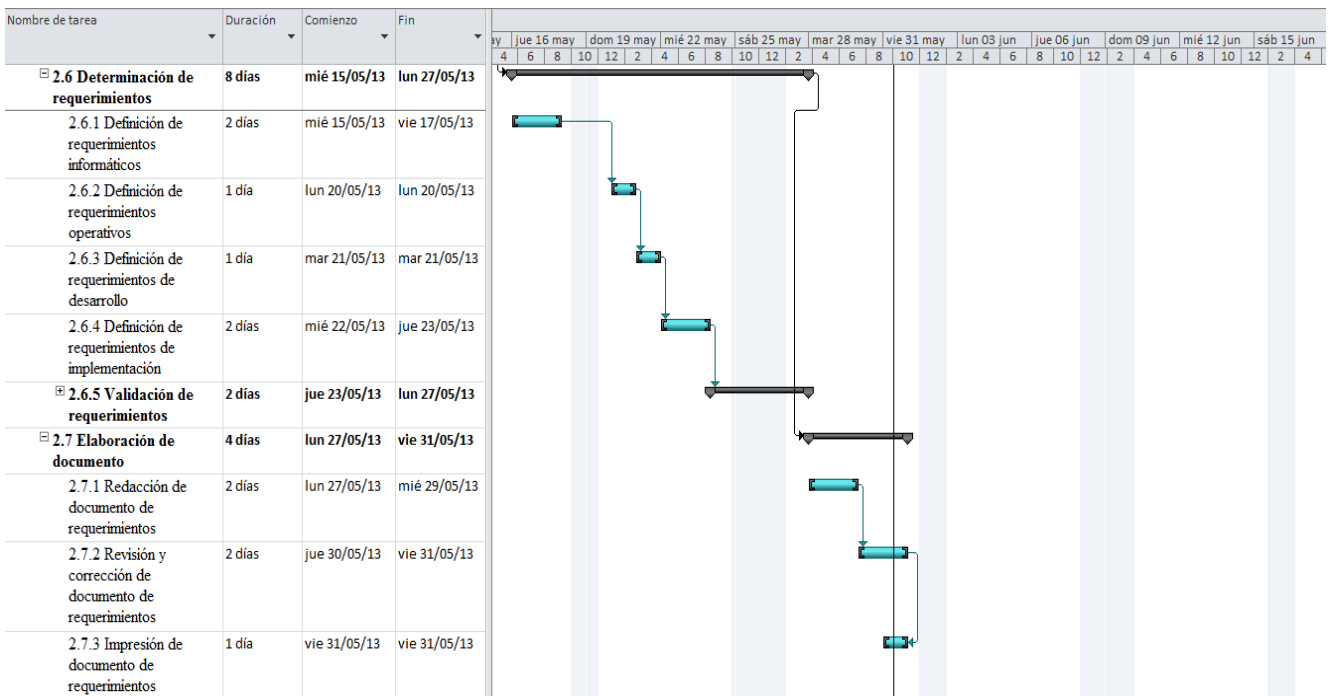 Nombre de tarea Duración Comienzo Fin
ay jue 16 may dom 19 may mié 22 may sáb 25 may mar 28 may vie 31 may lun 03 jun jue 06 jun dom 09 jun mié 12 jun sáb 15 jun
4 6 8 10 12 2 4 6 8 10 12 2 4 6 8 10 12 2 4 6 8 10 12 2 4 6 8 10 12 2 4
2.6 Determinación de 8 días mié 15/05/13 lun 27/05/13
requerimientos
2.6.1 Definición de 2 días mié 15/05/13 vie 17/05/13
requerimientos
informáticos
2.6.2 Definición de 1 día lun 20/05/13 lun 20/05/13
requerimientos
operativos
2.6.3 Definición de 1 día mar 21/05/13 mar 21/05/13
requerimientos de
desarrollo
2.6.4 Definición de 2 días mié 22/05/13 jue 23/05/13
requerimientos de
implementación
2.6.5 Validación de 2 días jue 23/05/13 lun 27/05/13
requerimientos
2.7 Elaboración de 4 días lun 27/05/13 vie 31/05/13
documento
2.7.1 Redacción de 2 días lun 27/05/13 mié 29/05/13
documento de
requerimientos
2.7.2 Revisión y 2 días jue 30/05/13 vie 31/05/13
corrección de
documento de
requerimientos
2.7.3 Impresión de 1 día vie 31/05/13 vie 31/05/13
documento de
requerimientos